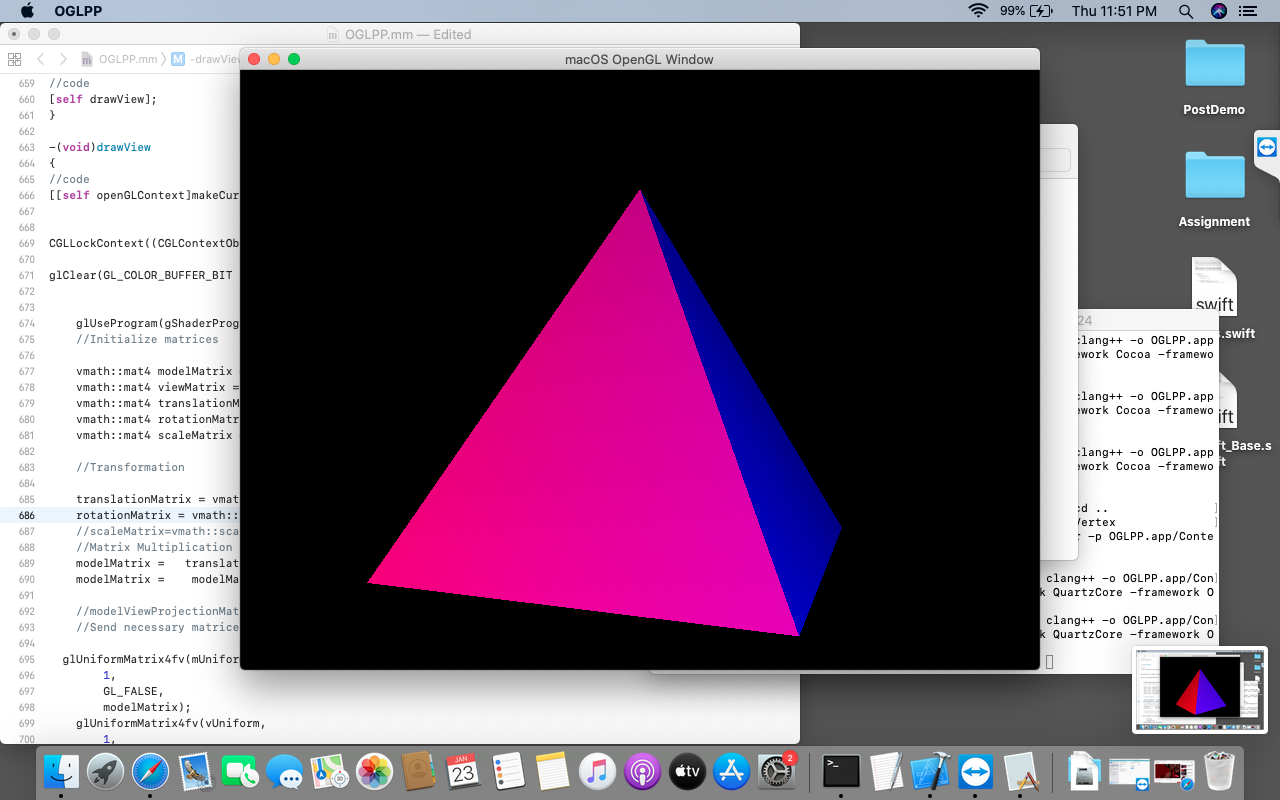 OGLPP
99%
Thu 11:51 PM
OGLPP.mm — Edited
OGLPP.mm
M
-drawVie
macOS OpenGL Window
659 //code
660 [self drawView];
661 }
662
663 -(void)drawView
664 {
665 //code
666 [[self openGLContext]makeCur
667
668
669 CGLLockContext((CGLContextOb
670
671 glClear(GL_COLOR_BUFFER_BIT
672
673
674 glUseProgram(gShaderProg
675 //Initialize matrices
676
677 vmath::mat4 modelMatrix
678 vmath::mat4 viewMatrix =
679 vmath::mat4 translationM
680 vmath::mat4 rotationMatr
681 vmath::mat4 scaleMatrix
682
683 //Transformation
684
685 translationMatrix = vmat
686 rotationMatrix = vmath::
687 //scaleMatrix=vmath::sca
688 //Matrix Multiplication
689 modelMatrix = translat
690 modelMatrix = modelMa
691
692 //modelViewProjectionMat
693 //Send necessary matrice
694
695 glUniformMatrix4fv(mUnifor
696 1,
697 GL_FALSE,
698 modelMatrix);
699 glUniformMatrix4fv(vUniform,
700 1,
PostDemo
Assignment
swift
s.swift
ift
ft_Base.s
ft
24
clang++ -o OGLPP.app
ework Cocoa -framewo
clang++ -o OGLPP.app
ework Cocoa -framewo
clang++ -o OGLPP.app
ework Cocoa -framewo
cd .. ]
Vertex ]
r -p OGLPP.app/Conte
clang++ -o OGLPP.app/Con]
k QuartzCore -framework O
clang++ -o OGLPP.app/Con]
k QuartzCore -framework O
JAN
23
tv
2
>_